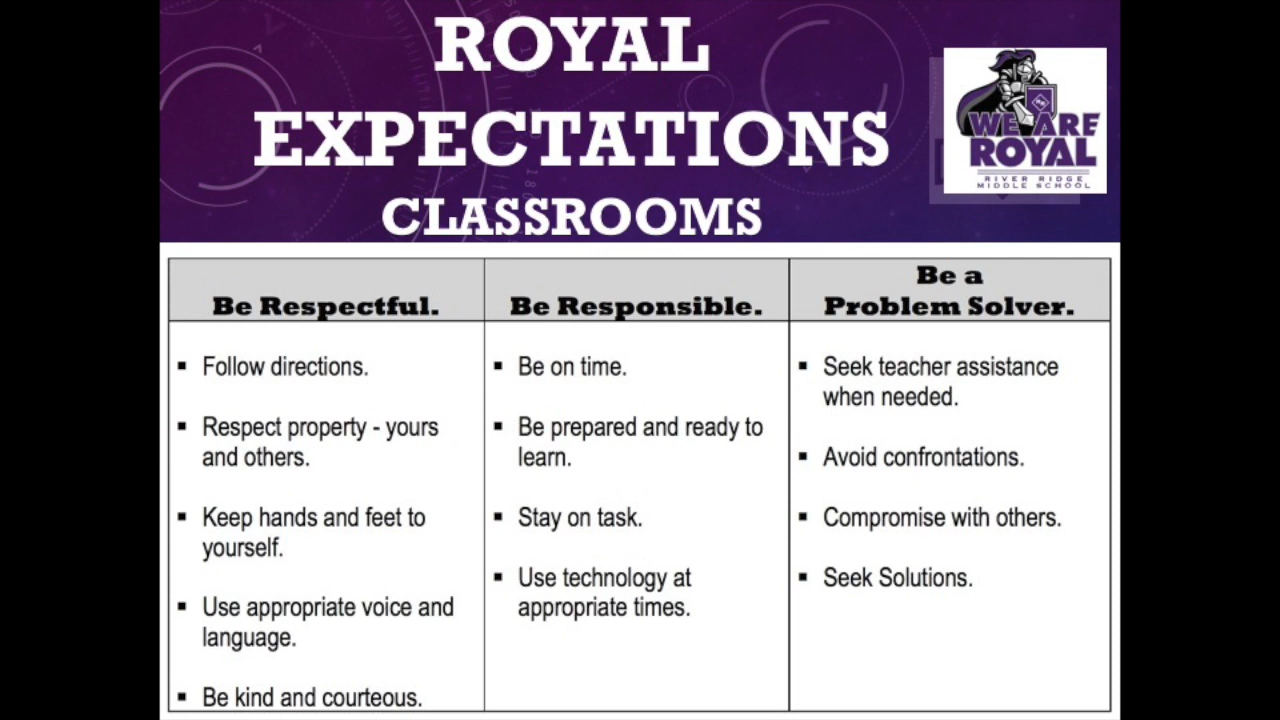 ROYAL
EXPECTATIONS
CLASSROOMS
WE ARE
ROYAL
RIVER RIDGE
MIDDLE SCHOOL
Be Respectful.
▪ Follow directions.
▪ Respect property - yours
and others.
▪ Keep hands and feet to
yourself.
▪ Use appropriate voice and
language.
▪ Be kind and courteous.
Be Responsible.
▪ Be on time.
▪ Be prepared and ready to
learn.
▪ Stay on task.
▪ Use technology at
appropriate times.
Be a
Problem Solver.
▪ Seek teacher assistance
when needed.
▪ Avoid confrontations.
▪ Compromise with others.
▪ Seek Solutions.